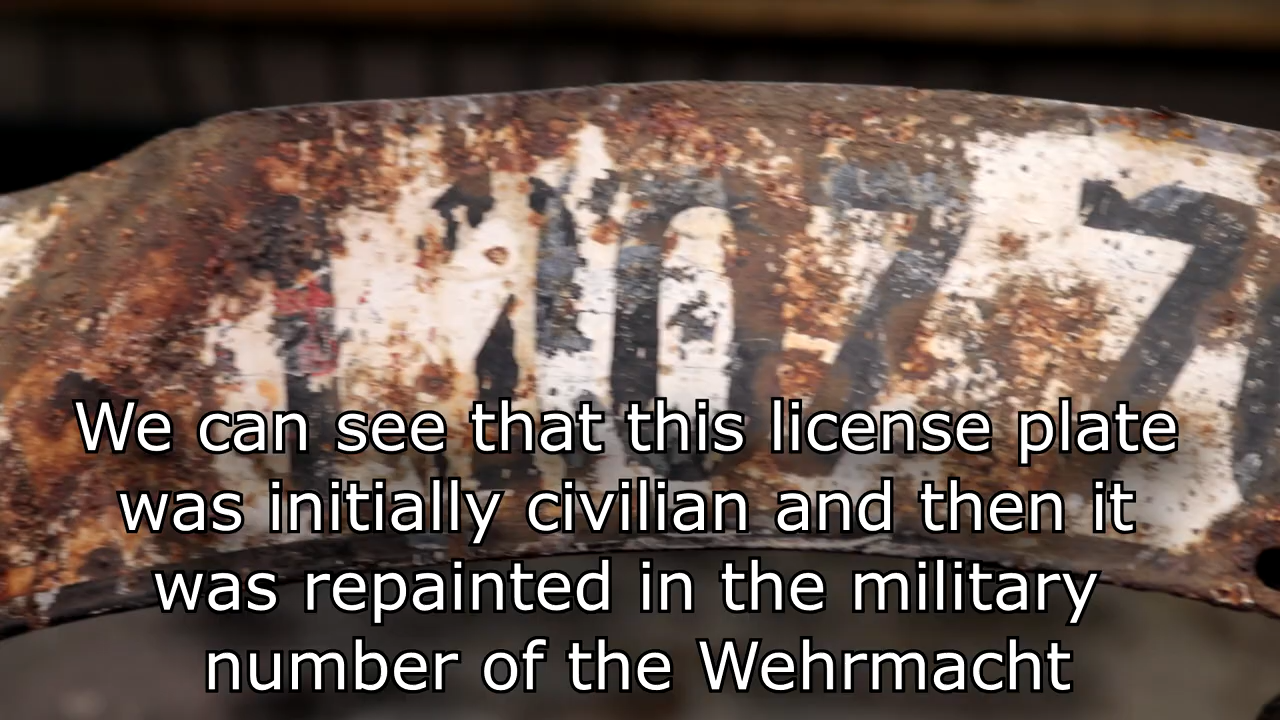 11077
We can see that this license plate
was initially civilian and then it
was repainted in the military
number of the Wehrmacht